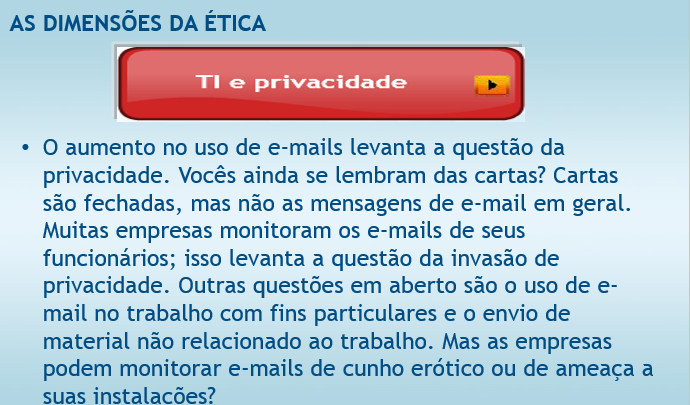 AS DIMENSÕES DA ÉTICA
TI e privacidade
• O aumento no uso de e-mails levanta a questão da
privacidade. Vocês ainda se lembram das cartas? Cartas
são fechadas, mas não as mensagens de e-mail em geral.
Muitas empresas monitoram os e-mails de seus
funcionários; isso levanta a questão da invasão de
privacidade. Outras questões em aberto são o uso de e-
mail no trabalho com fins particulares e o envio de
material não relacionado ao trabalho. Mas as empresas
podem monitorar e-mails de cunho erótico ou de ameaça a
suas instalações?